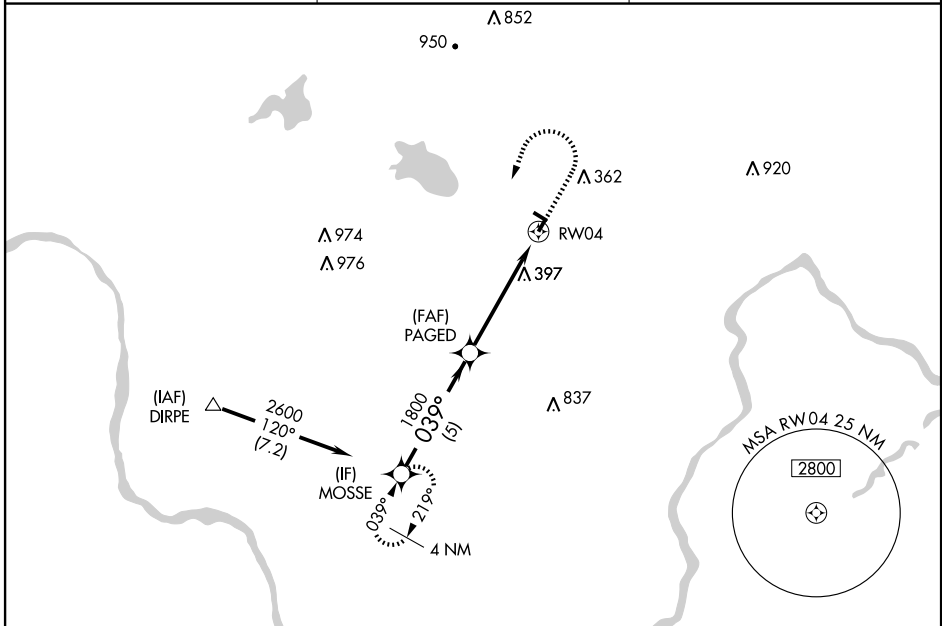 852
950
362
920
RW04
974
976
397
(FAF)
PAGED
(IAF)
DIRPE
2600
120°
(7.2)
1800
039°
(5)
837
(IF)
MOSSE
039°
219°
4 NM
MSA RW04 25 NM
2800